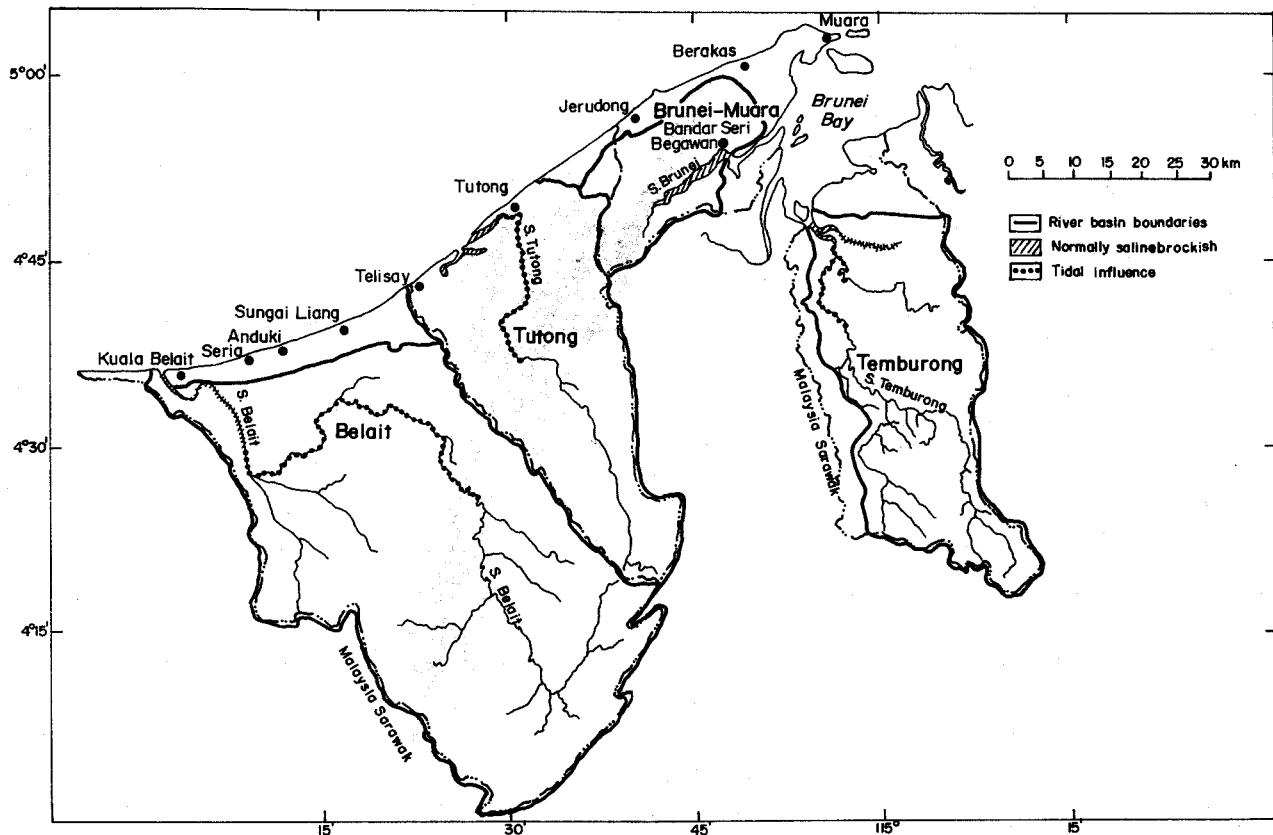 Muara
Berakas
5°00'
Jerudong
Brunei-Muara
Brunei
Bay
Bandar Seri
Begawan
S. Brunei
0 5 10 15 20 30 km
Tutong
River basin boundaries
S. Tutong
Normally salinebrockish
4°45'
Tidal influence
Telisay
Sungai Liang
Tutong
Anduki
Seria
Kuala Belait
Temburong
S. Temburong
S. Belait
Malaysia Sarawak
Belait
4°30'
S. Belait
4°15'
Malaysia Sarawak
15'
30'
45'
115°
15'